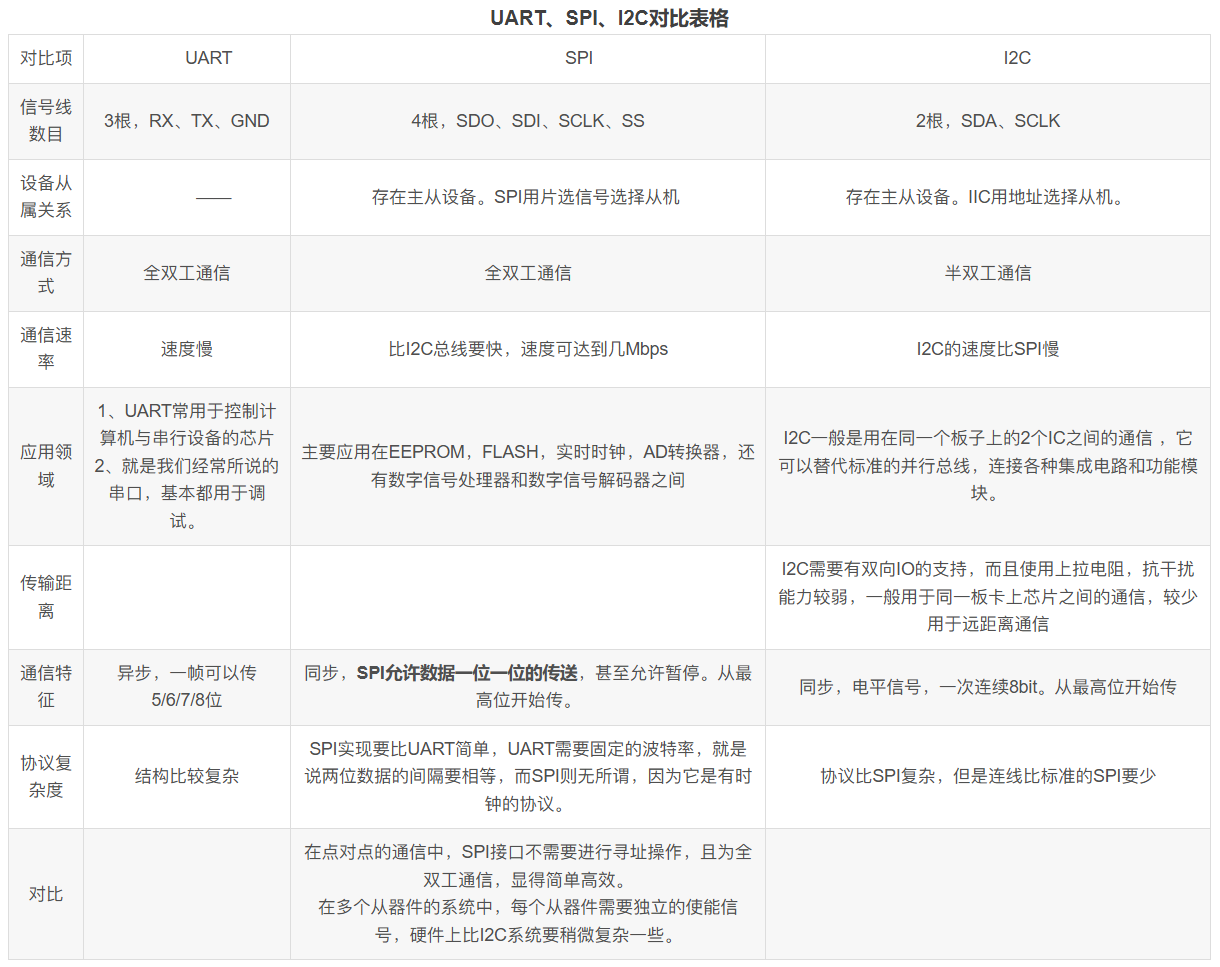 UART、SPI、I2C对比表格
对比项
UART
SPI
I2C
信号线
数目
3根，RX、TX、GND
4根，SDO、SDI、SCLK、SS
2根，SDA、SCLK
设备从
属关系
——
存在主从设备。SPI用片选信号选择从机
存在主从设备。IIC用地址选择从机。
通信方
式
全双工通信
全双工通信
半双工通信
通信速
率
速度慢
比I2C总线要快，速度可达到几Mbps
I2C的速度比SPI慢
应用领
域
1、UART常用于控制计
算机与串行设备的芯片
2、就是我们经常所说的
串口，基本都用于调
试。
主要应用在EEPROM，FLASH，实时时钟，AD转换器，还
有数字信号处理器和数字信号解码器之间
I2C一般是用在同一个板子上的2个IC之间的通信 ，它
可以替代标准的并行总线，连接各种集成电路和功能模
块。
传输距
离
I2C需要有双向IO的支持，而且使用上拉电阻，抗干扰
能力较弱，一般用于同一板卡上芯片之间的通信，较少
用于远距离通信
通信特
征
异步，一帧可以传
5/6/7/8位
同步，SPI允许数据一位一位的传送，甚至允许暂停。从最
高位开始传。
同步，电平信号，一次连续8bit。从最高位开始传
协议复
杂度
结构比较复杂
SPI实现要比UART简单，UART需要固定的波特率，就是
说两位数据的间隔要相等，而SPI则无所谓，因为它是有时
钟的协议。
协议比SPI复杂，但是连线比标准的SPI要少
对比
在点对点的通信中，SPI接口不需要进行寻址操作，且为全
双工通信，显得简单高效。
在多个从器件的系统中，每个从器件需要独立的使能信
号，硬件上比I2C系统要稍微复杂一些。